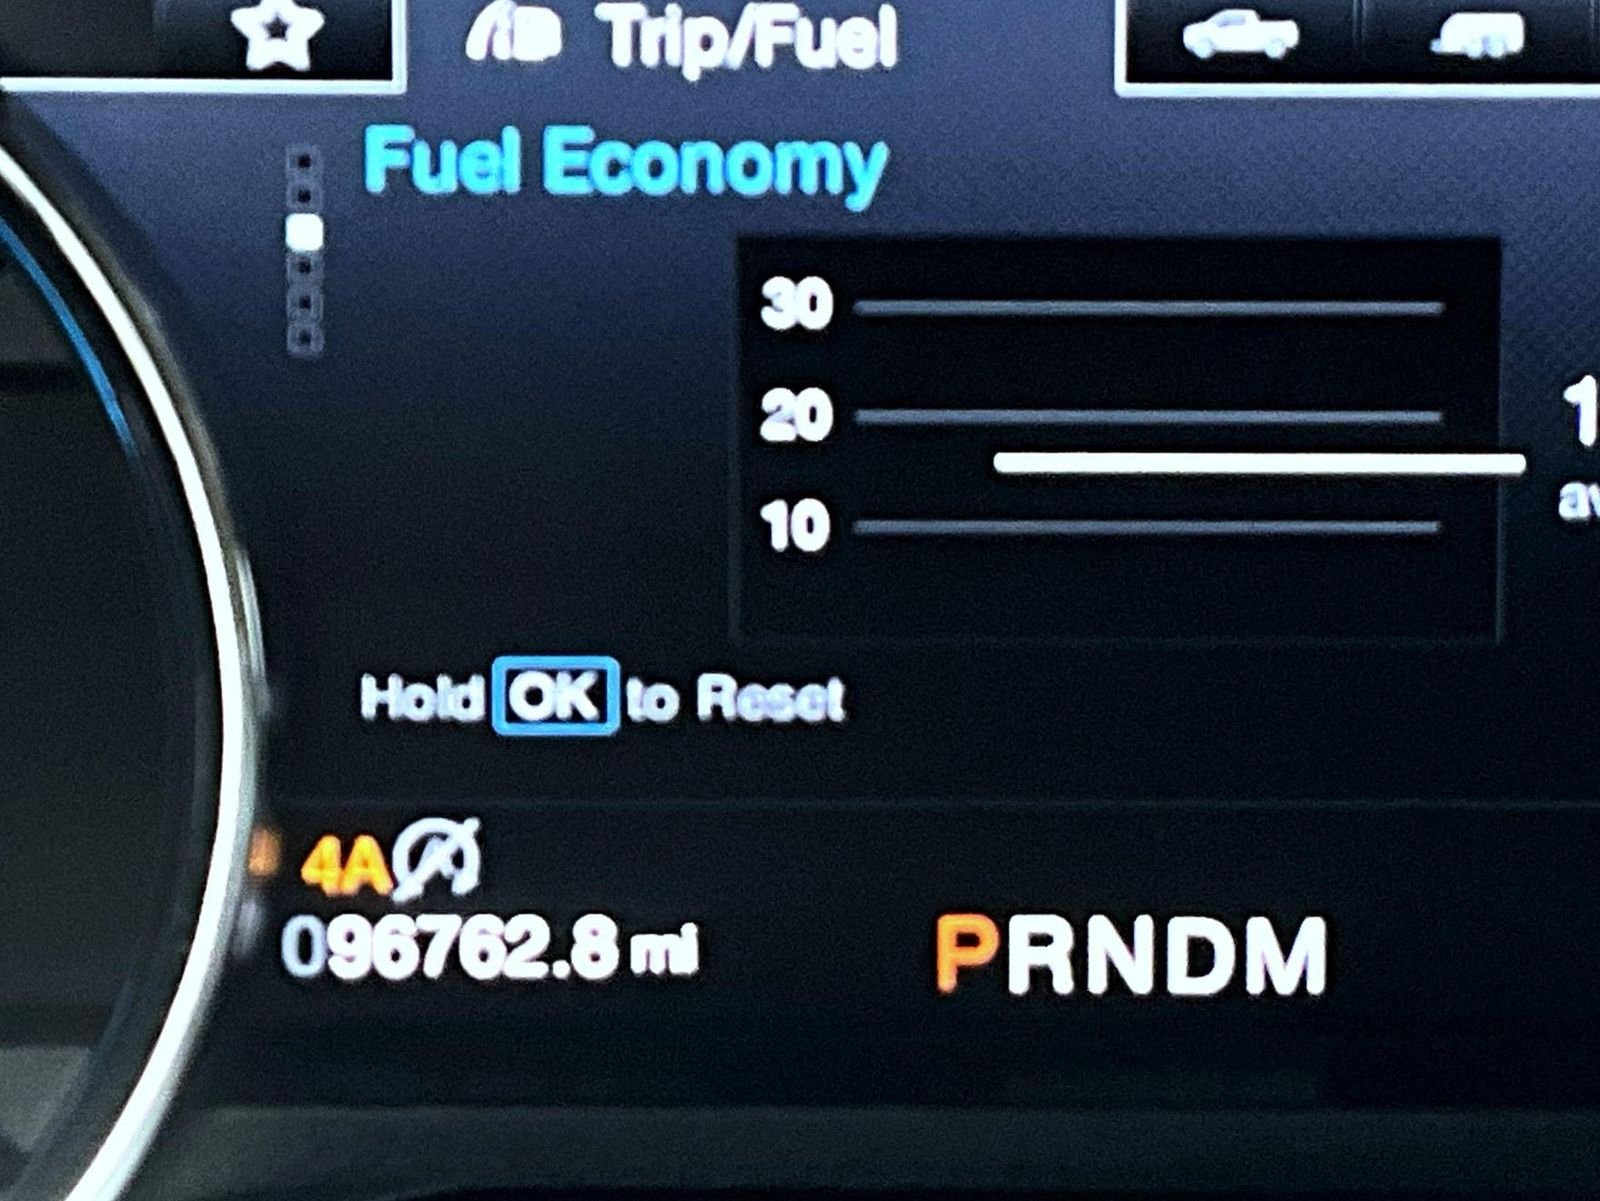 Trip/Fuel
Fuel Economy
30
20
10
Hold OK to Reset
4A
096762.8 mi
PRNDM